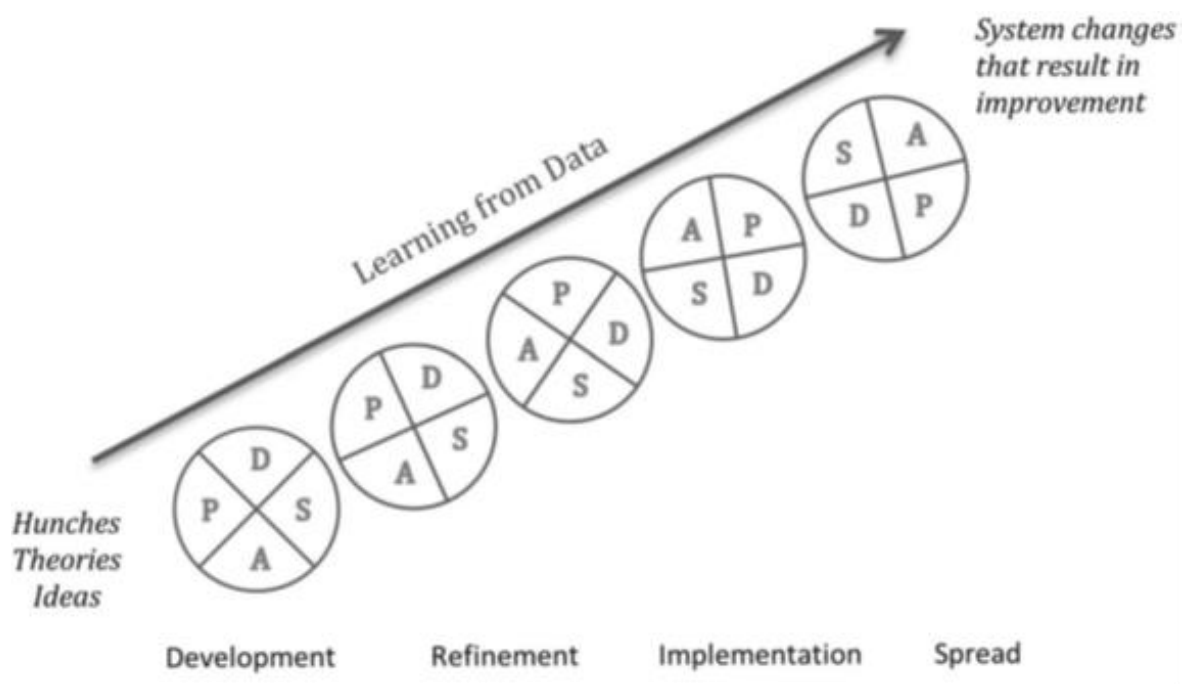 System changes
that result in
improvement
Learning from Data
S A
D P
A P
S D
P
A D
S
P D
A S
D
P S
A
Hunches
Theories
Ideas
Development Refinement Implementation Spread